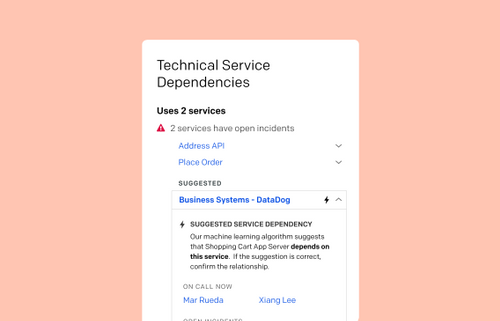 Technical Service
Dependencies
Uses 2 services
2 services have open incidents
Address API
Place Order
SUGGESTED
Business Systems - DataDog
SUGGESTED SERVICE DEPENDENCY
Our machine learning algorithm suggests
that Shopping Cart App Server depends on
this service. If the suggestion is correct,
confirm the relationship.
ON CALL NOW
Mar Rueda Xiang Lee
OPEN INCIDENTS